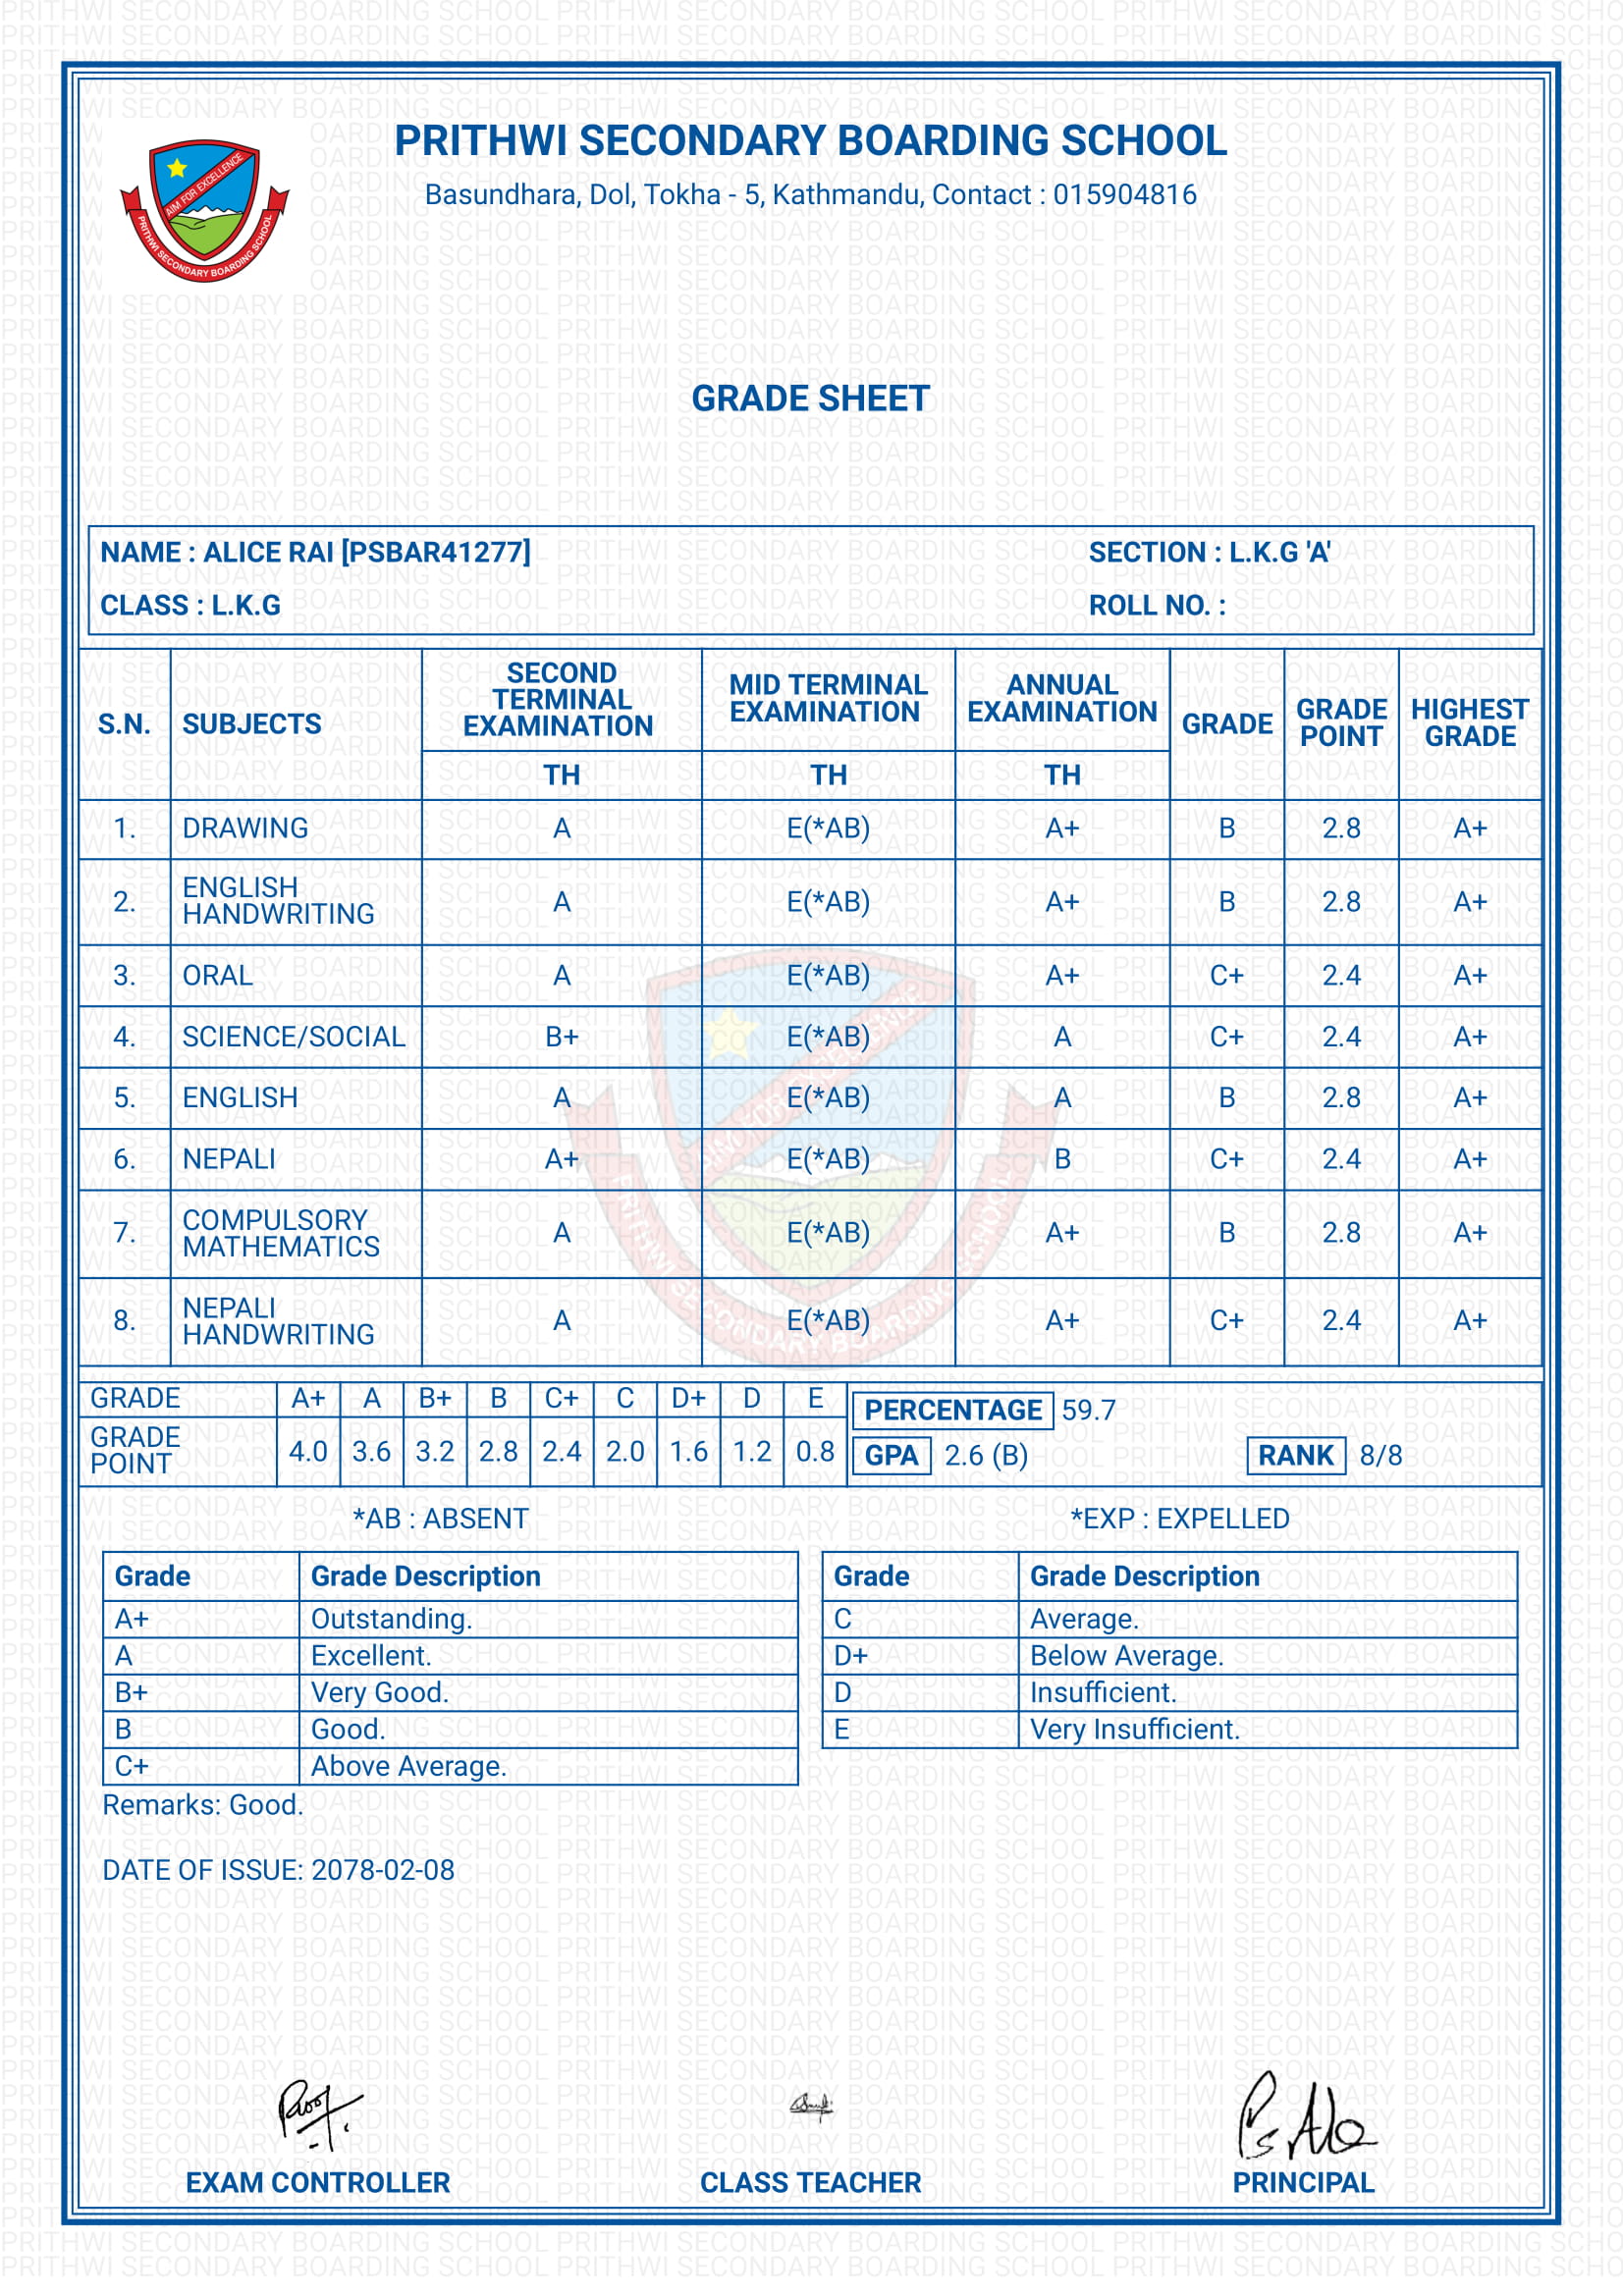 PRITHWI SECONDARY BOARDING SCHOOL
Basundhara, Dol, Tokha - 5, Kathmandu, Contact : 015904816
AIM FOR EXCELLENCE
PRITHWI SECONDARY BOARDING SCHOOL
GRADE SHEET
NAME : ALICE RAI [PSBAR41277] SECTION : L.K.G 'A'
CLASS : L.K.G ROLL NO. :
S.N. SUBJECTS SECOND TERMINAL EXAMINATION MID TERMINAL EXAMINATION ANNUAL EXAMINATION GRADE GRADE POINT HIGHEST GRADE
TH TH TH
1. DRAWING A E(*AB) A+ B 2.8 A+
2. ENGLISH HANDWRITING A E(*AB) A+ B 2.8 A+
3. ORAL A E(*AB) A+ C+ 2.4 A+
4. SCIENCE/SOCIAL B+ E(*AB) A C+ 2.4 A+
5. ENGLISH A E(*AB) A B 2.8 A+
6. NEPALI A+ E(*AB) B C+ 2.4 A+
7. COMPULSORY MATHEMATICS A E(*AB) A+ B 2.8 A+
8. NEPALI HANDWRITING A E(*AB) A+ C+ 2.4 A+
GRADE A+ A B+ B C+ C D+ D E
GRADE POINT 4.0 3.6 3.2 2.8 2.4 2.0 1.6 1.2 0.8
PERCENTAGE 59.7
GPA 2.6 (B) RANK 8/8
*AB : ABSENT *EXP : EXPELLED
Grade Grade Description
A+ Outstanding.
A Excellent.
B+ Very Good.
B Good.
C+ Above Average.
Grade Grade Description
C Average.
D+ Below Average.
D Insufficient.
E Very Insufficient.
Remarks: Good.
DATE OF ISSUE: 2078-02-08
EXAM CONTROLLER CLASS TEACHER PRINCIPAL